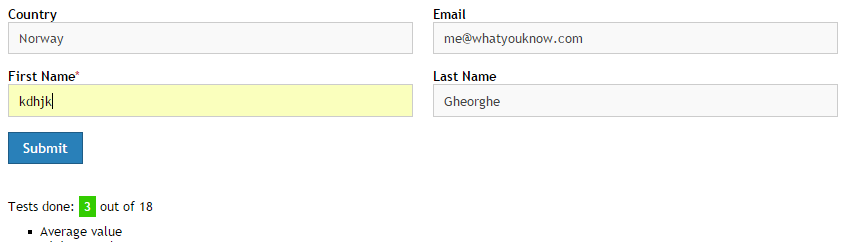 Country
Norway
Email
me@whatyouknow.com
First Name*
kdhjk
Last Name
Gheorghe
Submit
Tests done: 3 out of 18
Average value